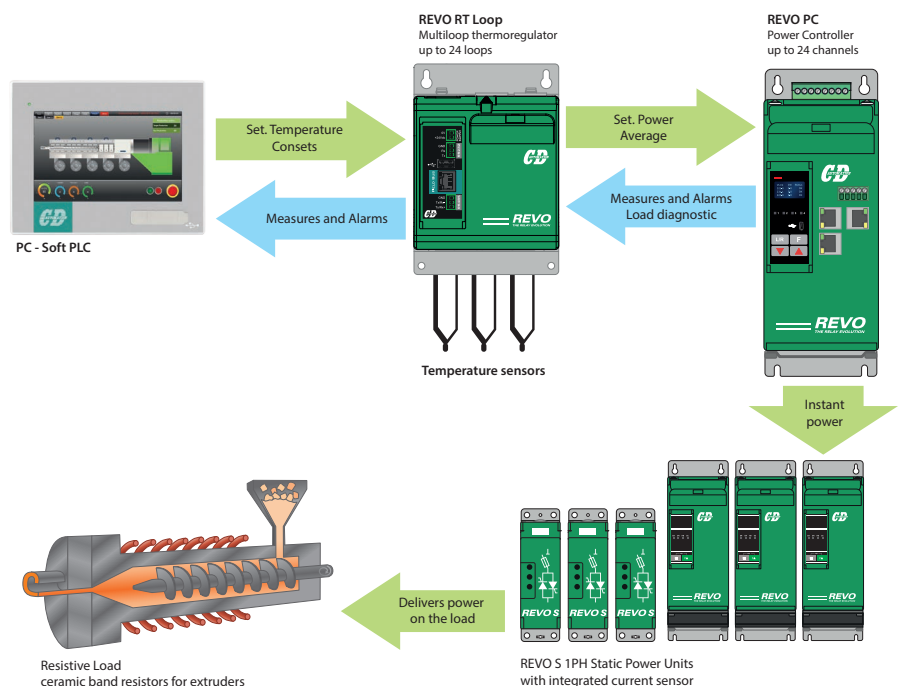 REVO RT Loop
Multiloop thermoregulator
up to 24 loops
REVO PC
Power Controller
up to 24 channels
Set. Temperature
Consets
Set. Power
Average
Measures and Alarms
Measures and Alarms
Load diagnostic
CD
PC - Soft PLC
CD
CD
REVO
CD
LR
F
REVO
THE RELAY EVOLUTION
Temperature sensors
Instant
power
CD
CD
CD
REVO S
REVO S
REVO S
REVO
REVO
REVO
Delivers power
on the load
Resistive Load
ceramic band resistors for extruders
REVO S 1PH Static Power Units
with integrated current sensor